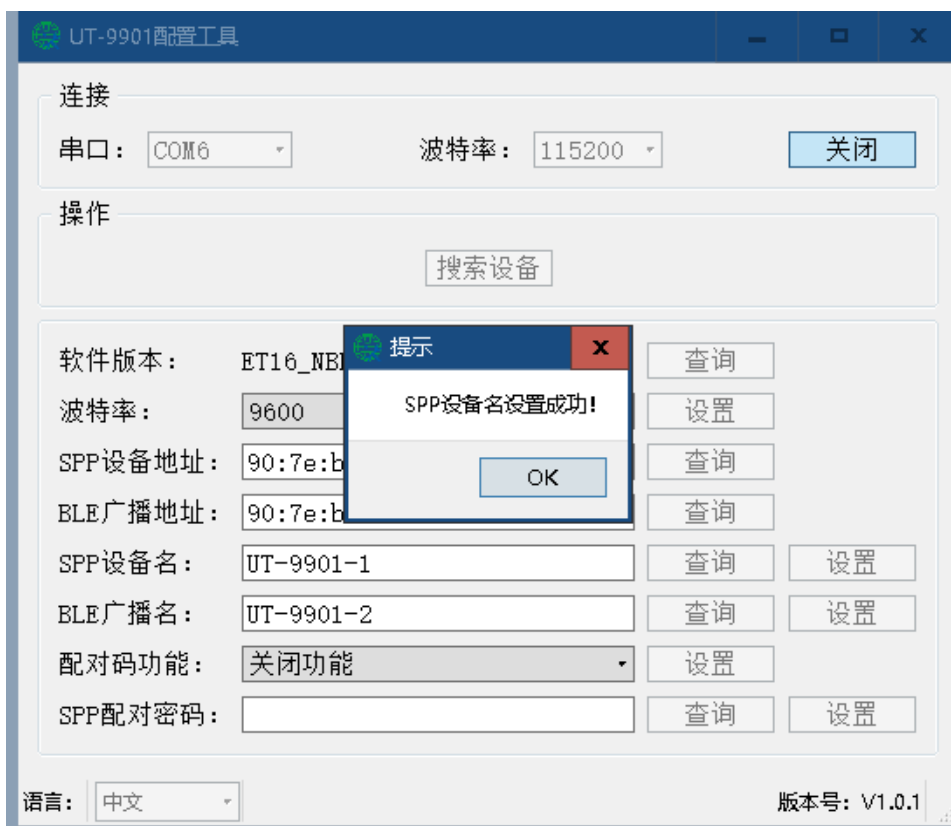 UT-9901配置工具
连接
串口： COM6 波特率： 115200 关闭
操作
搜索设备
提示
SPP设备名设置成功!
OK
软件版本： ET16_NB 查询
波特率： 9600 设置
SPP设备地址： 90:7e:b 查询
BLE广播地址： 90:7e:b 查询
SPP设备名： UT-9901-1 查询 设置
BLE广播名： UT-9901-2 查询 设置
配对码功能： 关闭功能 设置
SPP配对密码： 查询 设置
语言： 中文 版本号：V1.0.1